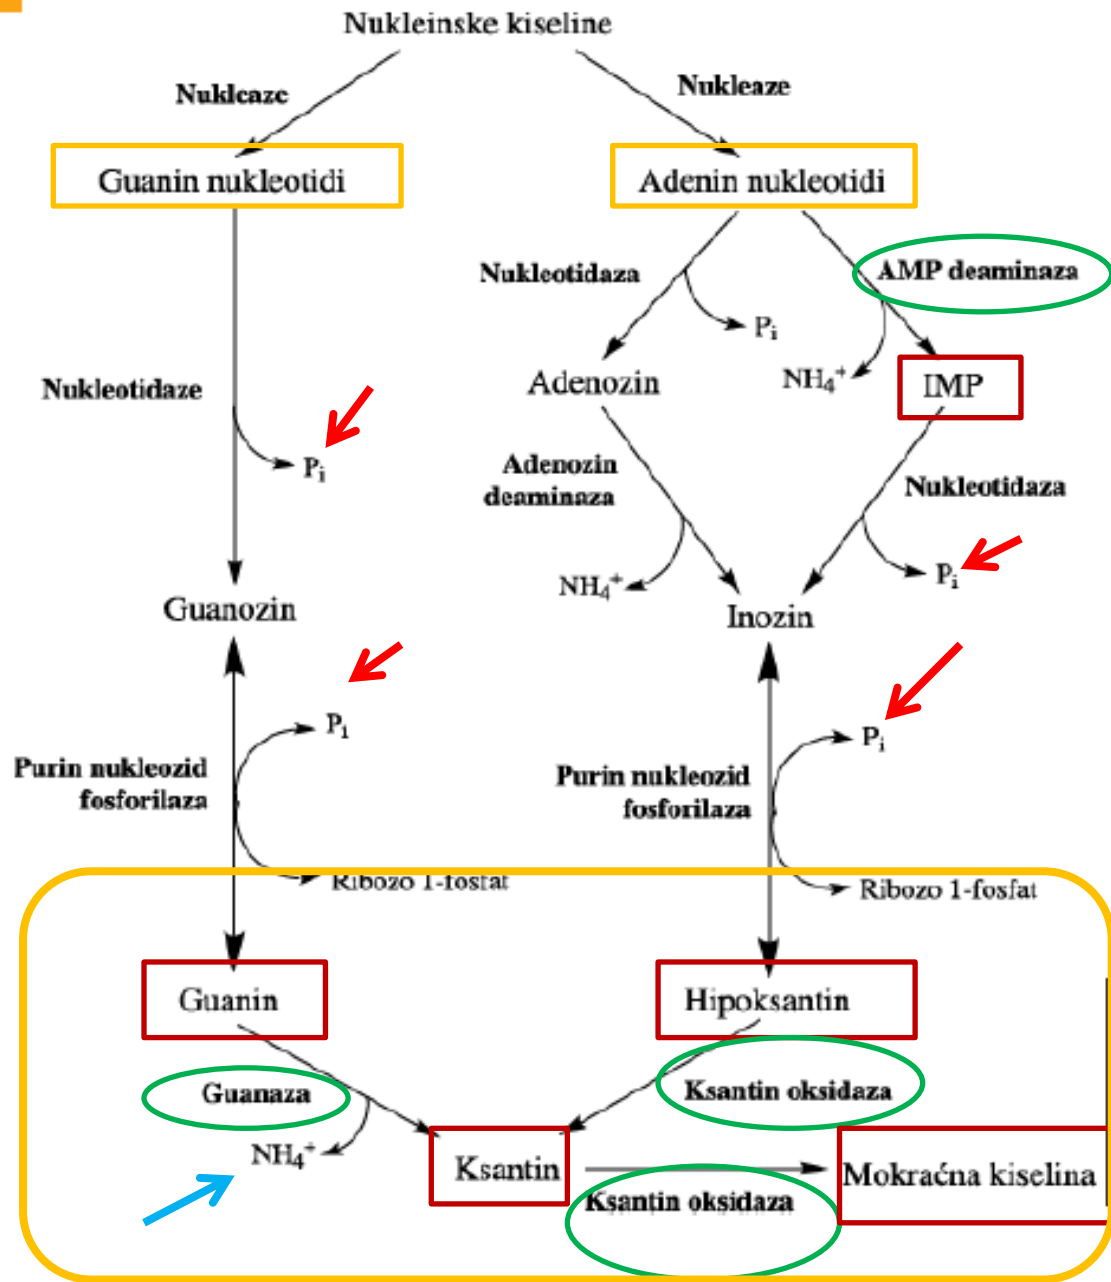 Nukleinske kiseline
Nukleaze
Nukleaze
Guanin nukleotidi
Adenin nukleotidi
Nukleotidaza
AMP deaminaza
Pi
NH4+
Adenozin
IMP
Nukleotidaze
Pi
Adenozin
deaminaza
Nukleotidaza
NH4+
Pi
Guanozin
Inozin
Pi
Pi
Purin nukleozid
fosforilaza
Purin nukleozid
fosforilaza
Ribozo 1-fosfat
Ribozo 1-fosfat
Guanin
Hipoksantin
Guanaza
Ksantin oksidaza
NH4+
Ksantin
Mokraćna kiselina
Ksantin oksidaza